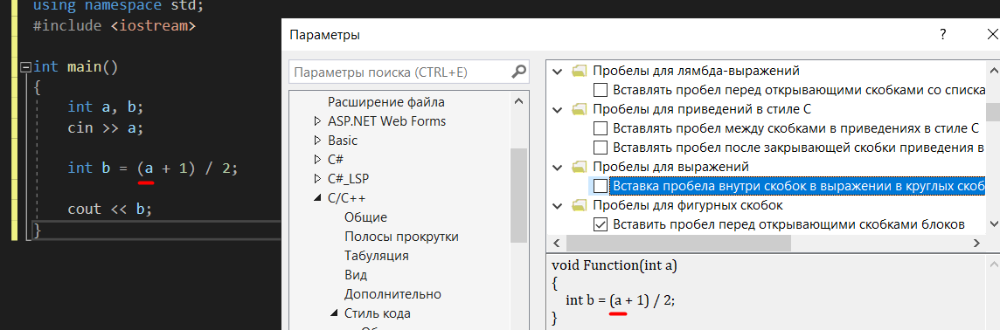 using namespace std;
#include <iostream>
int main()
{
int a, b;
cin >> a;
int b = (a + 1) / 2;
cout << b;
}
Параметры
?
Параметры поиска (CTRL+E)
Расширение файла
ASP.NET Web Forms
Basic
C#
C#_LSP
C/C++
Общие
Полосы прокрутки
Табуляция
Вид
Дополнительно
Стиль кода
Пробелы для лямбда-выражений
Вставлять пробел перед открывающими скобками со списка
Пробелы для приведений в стиле C
Вставлять пробел между скобками в приведениях в стиле C
Вставлять пробел после закрывающей скобки приведения в
Пробелы для выражений
Вставка пробела внутри скобок в выражении в круглых скоб
Пробелы для фигурных скобок
Вставить пробел перед открывающими скобками блоков
void Function(int a)
{
int b = (a + 1) / 2;
}